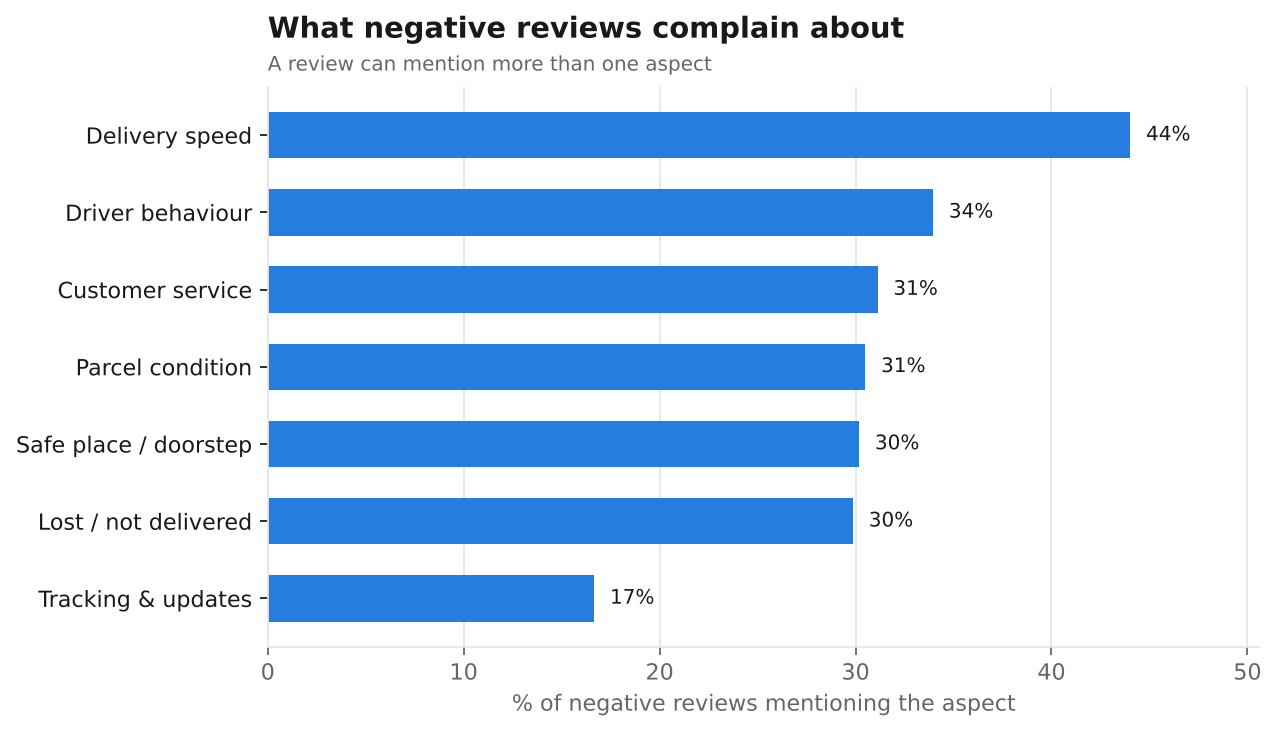 What negative reviews complain about
A review can mention more than one aspect
Delivery speed 44%
Driver behaviour 34%
Customer service 31%
Parcel condition 31%
Safe place / doorstep 30%
Lost / not delivered 30%
Tracking & updates 17%
0 10 20 30 40 50
% of negative reviews mentioning the aspect